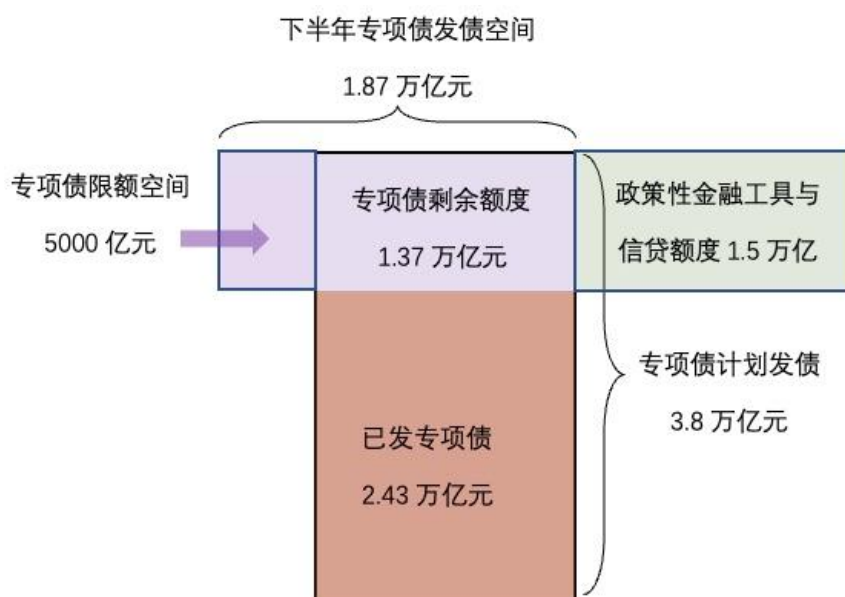 下半年专项债发债空间
1.87 万亿元
专项债限额空间
5000 亿元
专项债剩余额度
1.37 万亿元
政策性金融工具与
信贷额度 1.5 万亿
专项债计划发债
3.8 万亿元
已发专项债
2.43 万亿元